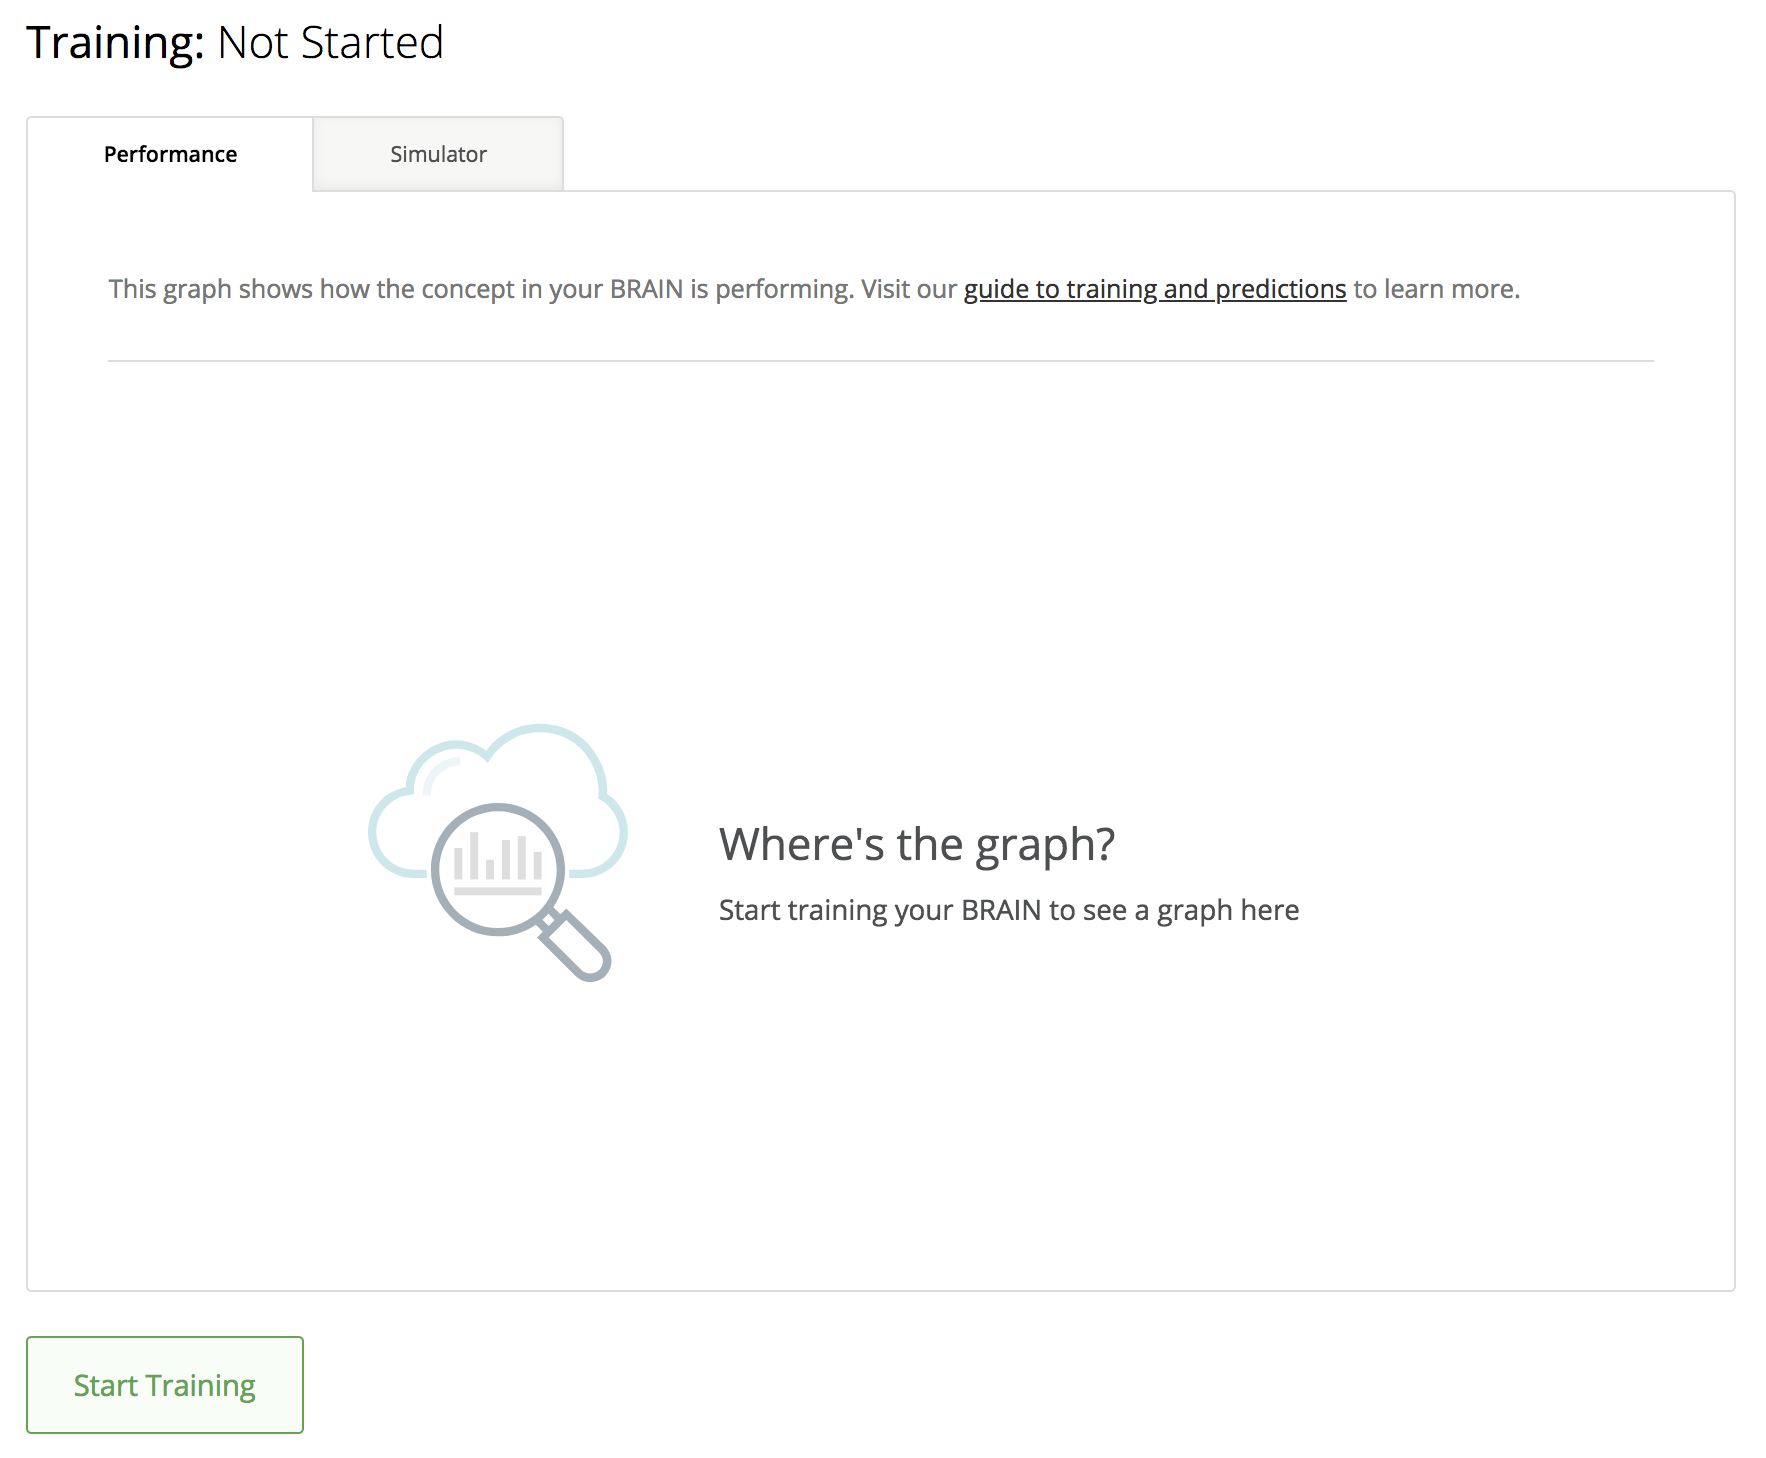 Training: Not Started
Performance
Simulator
This graph shows how the concept in your BRAIN is performing. Visit our guide to training and predictions to learn more.
Where's the graph?
Start training your BRAIN to see a graph here
Start Training